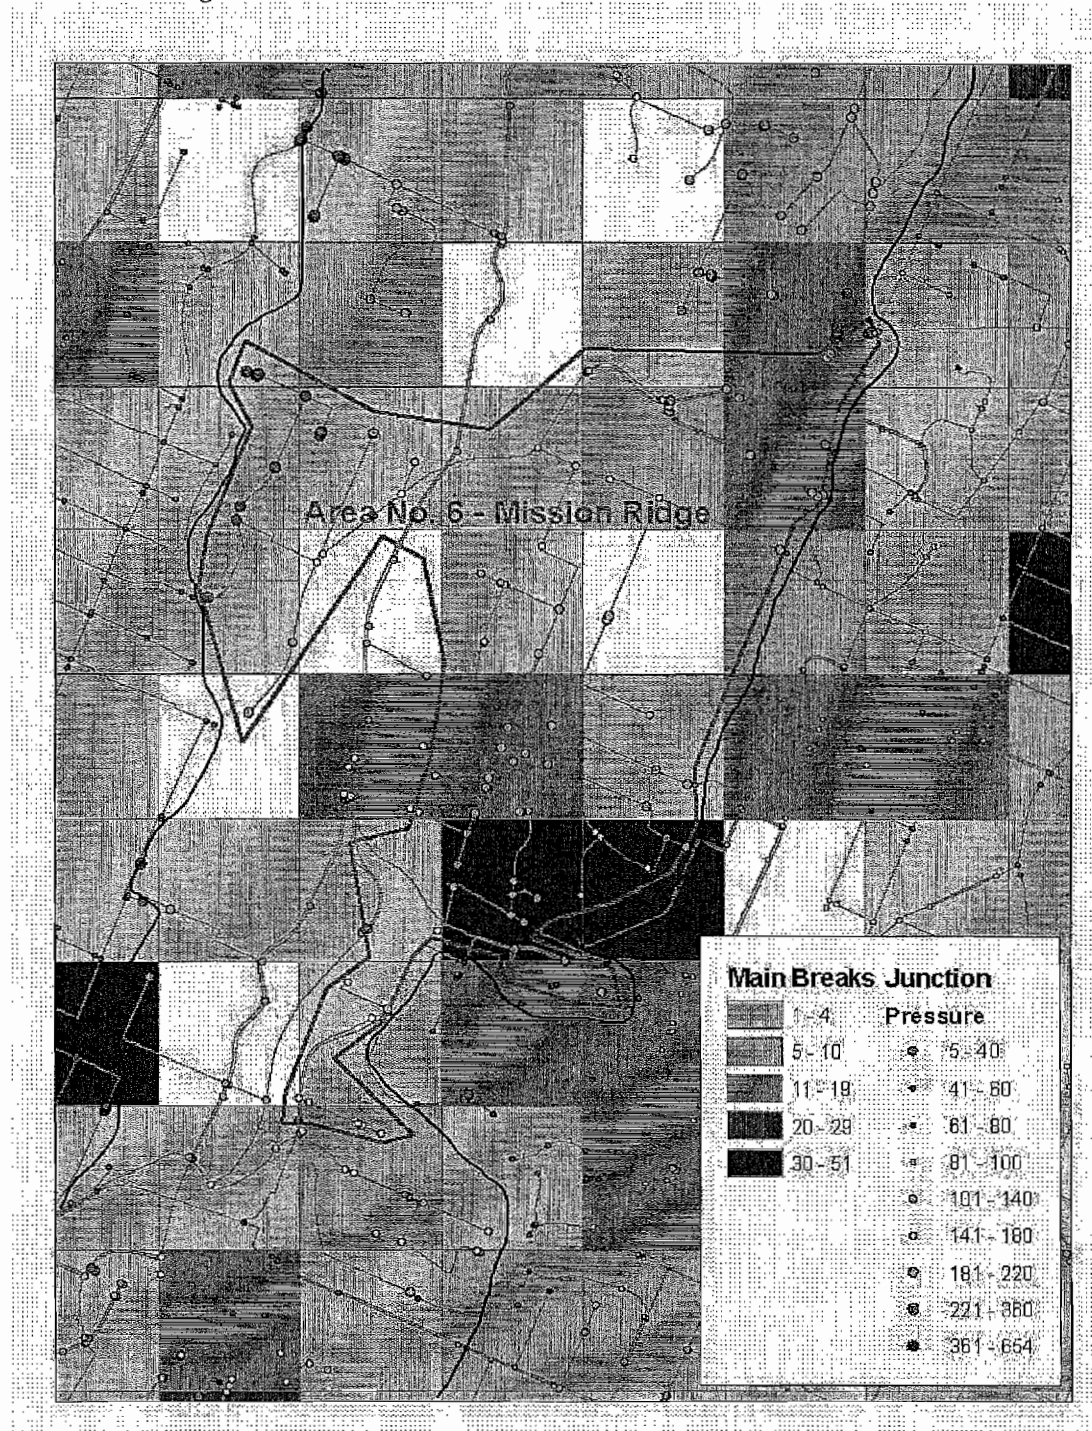 Area No. 6 - Mission Ridge
Main Breaks Junction
1 - 4 Pressure
5 - 10 5 - 40
11 - 19 41 - 60
20 - 29 61 - 80
30 - 51 81 - 100
101 - 140
141 - 180
181 - 220
221 - 360
361 - 654